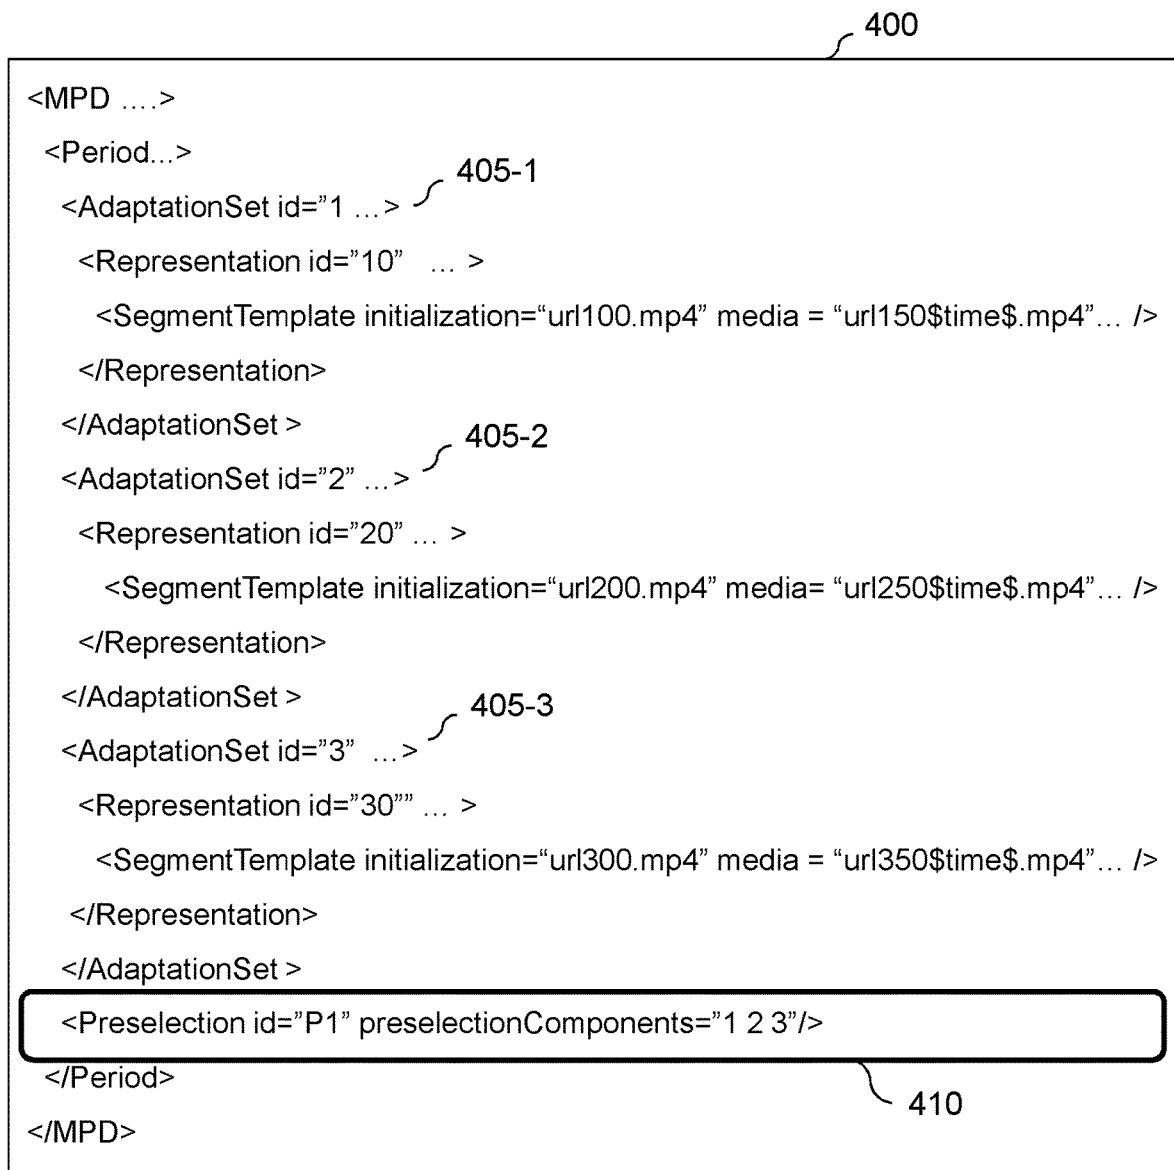 400
<MPD ....>
<Period...>
405-1
<AdaptationSet id=”1 ...>
<Representation id=”10” ... >
<SegmentTemplate initialization=“url100.mp4” media = “url150$time$.mp4”... />
</Representation>
</AdaptationSet >
405-2
<AdaptationSet id=”2” ...>
<Representation id=”20” ... >
<SegmentTemplate initialization=“url200.mp4” media= “url250$time$.mp4”... />
</Representation>
</AdaptationSet >
405-3
<AdaptationSet id=”3” ...>
<Representation id=”30”” ... >
<SegmentTemplate initialization=“url300.mp4” media = “url350$time$.mp4”... />
</Representation>
</AdaptationSet >
<Preselection id=”P1” preselectionComponents=”1 2 3”/>
</Period>
410
</MPD>